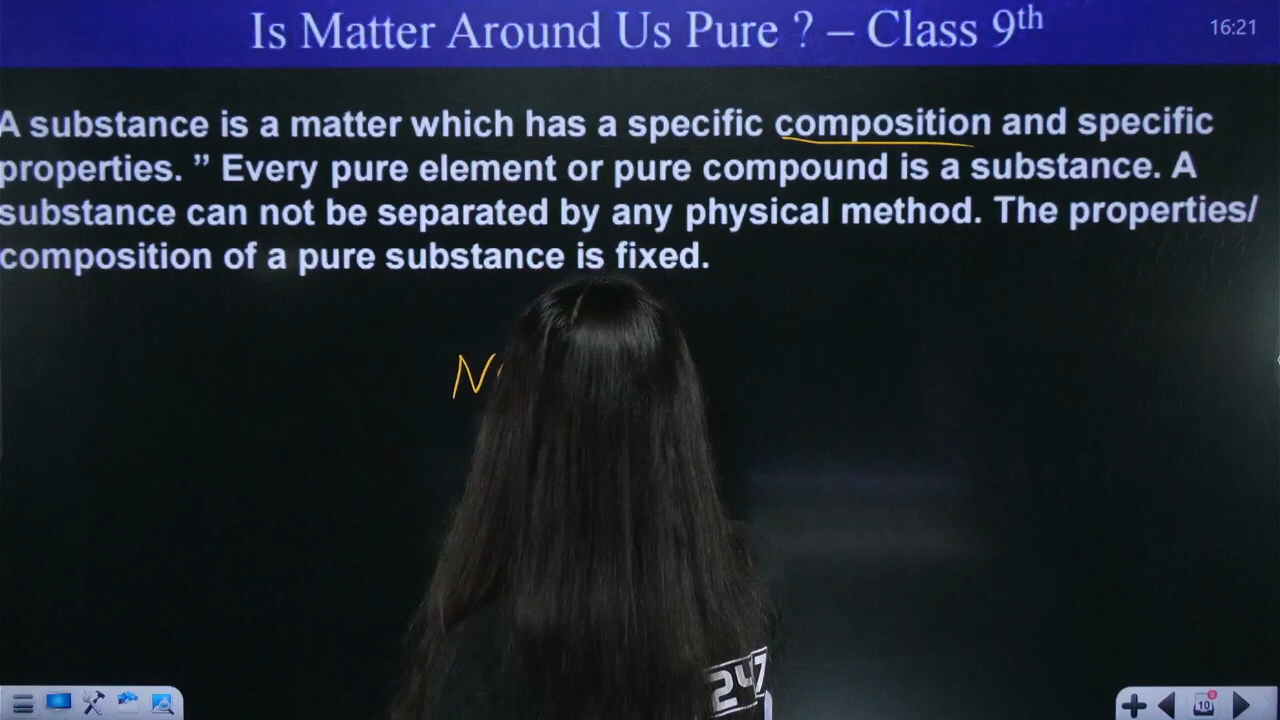 Is Matter Around Us Pure ? – Class 9th
16:21
A substance is a matter which has a specific composition and specific
properties. ” Every pure element or pure compound is a substance. A
substance can not be separated by any physical method. The properties/
composition of a pure substance is fixed.
N
247
10